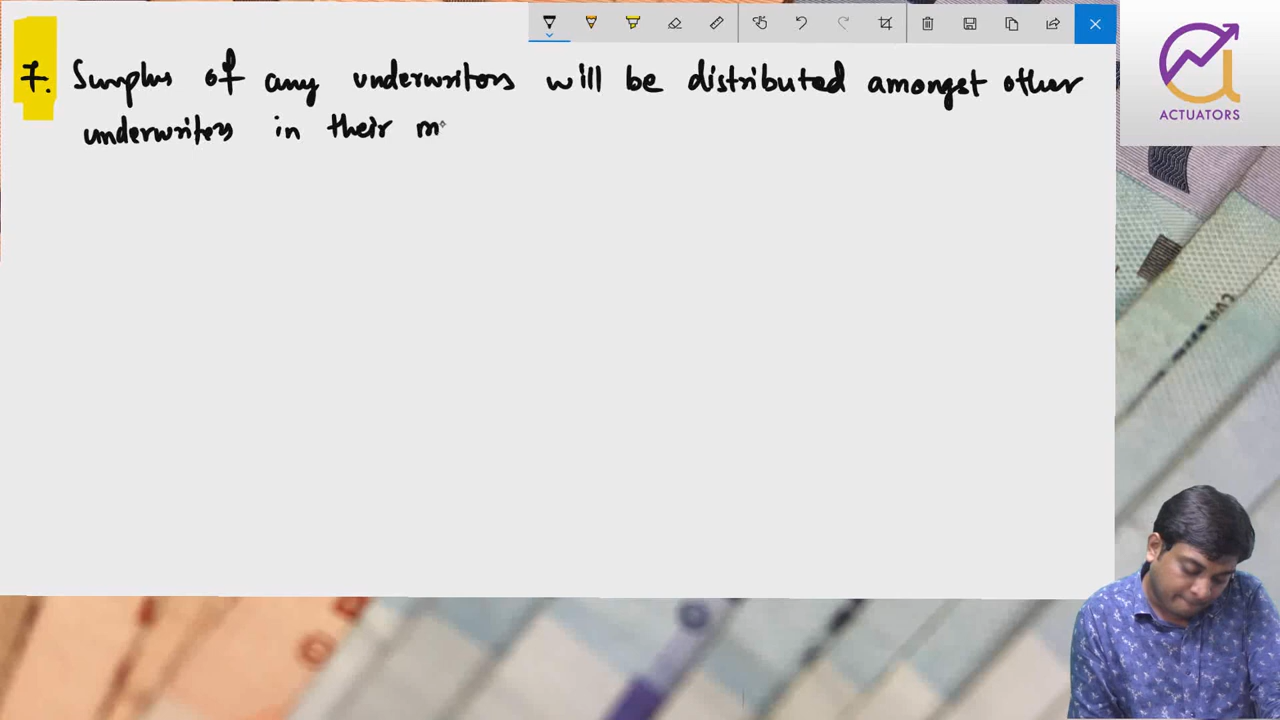 7. Surplus of any underwriters will be distributed amongst other
underwriters in their m
ACTUATORS